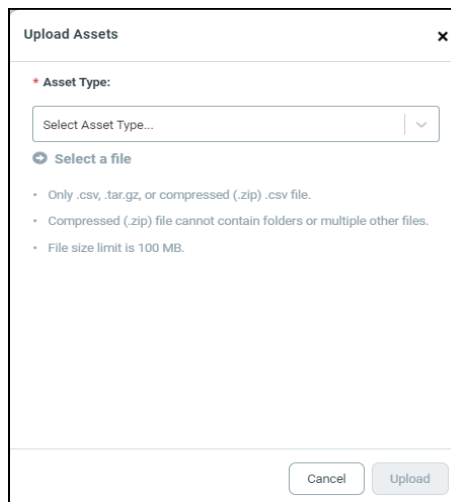 Upload Assets
* Asset Type:
Select Asset Type...
Select a file
• Only .csv, .tar.gz, or compressed (.zip) .csv file.
• Compressed (.zip) file cannot contain folders or multiple other files.
• File size limit is 100 MB.
Cancel Upload